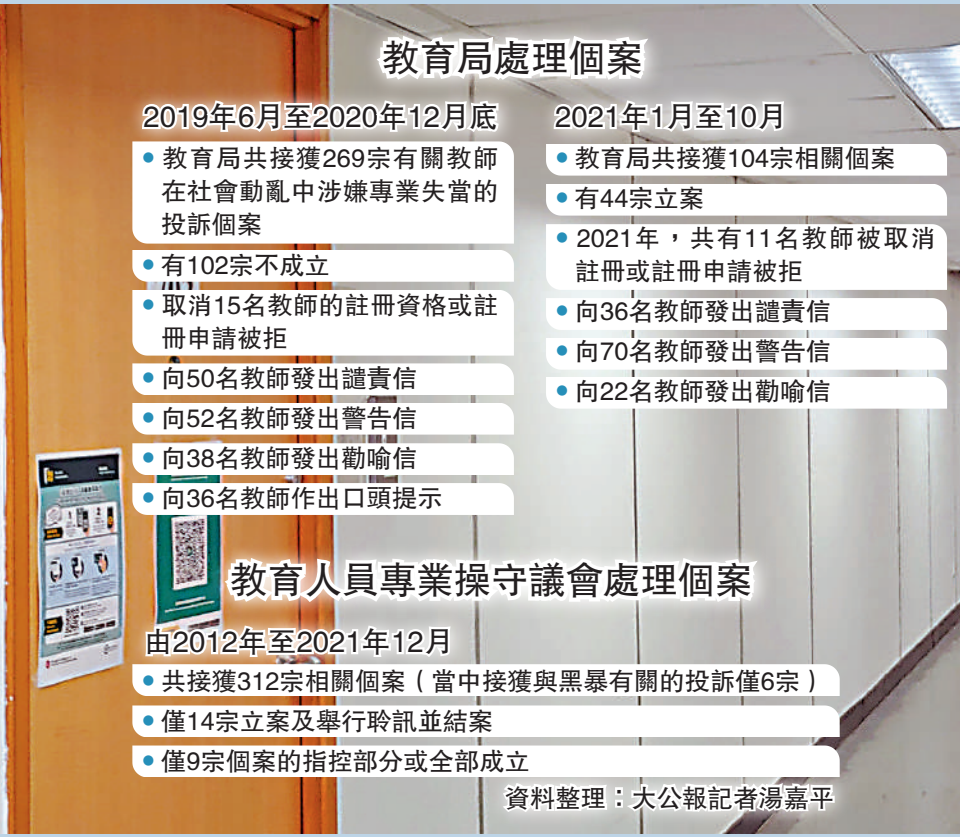 教育局處理個案
2019年6月至2020年12月底
• 教育局共接獲269宗有關教師
在社會動亂中涉嫌專業失當的
投訴個案
• 有102宗不成立
• 取消15名教師的註冊資格或註
冊申請被拒
• 向50名教師發出譴責信
• 向52名教師發出警告信
• 向38名教師發出勸喻信
• 向36名教師作出口頭提示
2021年1月至10月
• 教育局共接獲104宗相關個案
• 有44宗立案
• 2021年，共有11名教師被取消
註冊或註冊申請被拒
• 向36名教師發出譴責信
• 向70名教師發出警告信
• 向22名教師發出勸喻信
教育人員專業操守議會處理個案
由2012年至2021年12月
• 共接獲312宗相關個案（當中接獲與黑暴有關的投訴僅6宗）
• 僅14宗立案及舉行聆訊並結案
• 僅9宗個案的指控部分或全部成立
資料整理：大公報記者湯嘉平